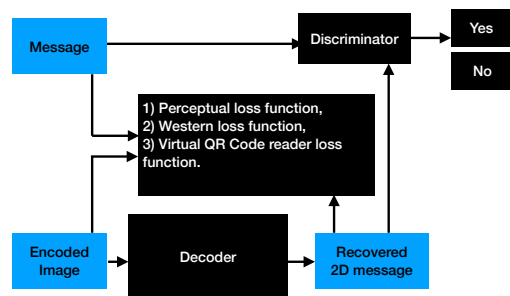 Message
Discriminator
Yes
No
1) Perceptual loss function,
2) Western loss function,
3) Virtual QR Code reader loss
function.
Encoded
Image
Decoder
Recovered
2D message